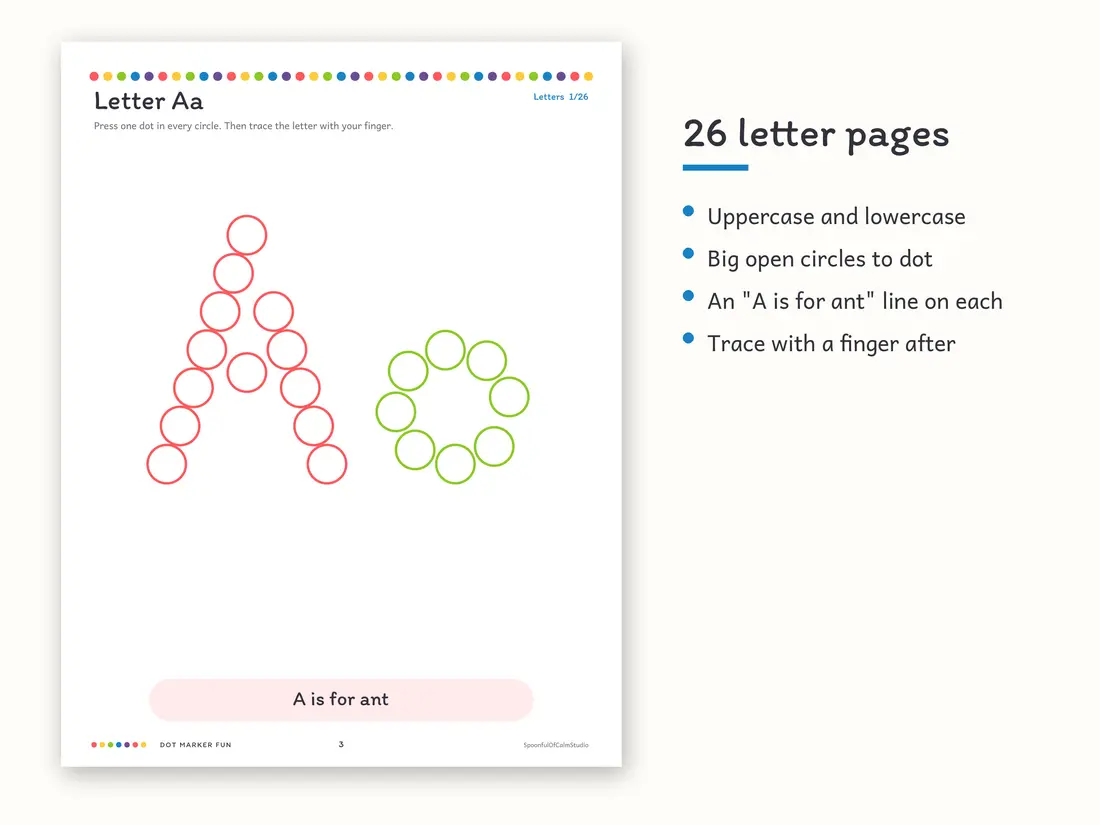 Letter Aa
Letters 1/26
Press one dot in every circle. Then trace the letter with your finger.
A is for ant
DOT MARKER FUN
3
SpoonfulOfCalmStudio
26 letter pages
Uppercase and lowercase
Big open circles to dot
An "A is for ant" line on each
Trace with a finger after